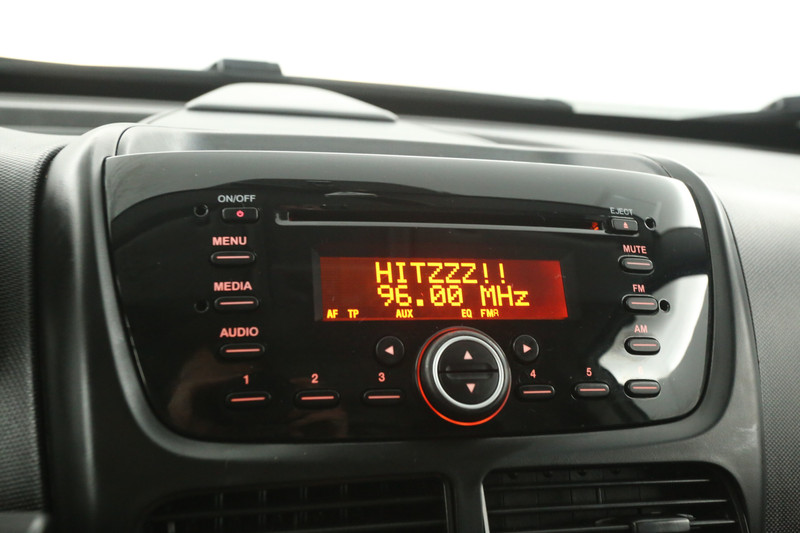 ON/OFF
EJECT
MENU
MUTE
HITZZZ!!
96.00 MHz
MEDIA
FM
AF TP AUX EQ FMA
AUDIO
AM
1 2 3 4 5